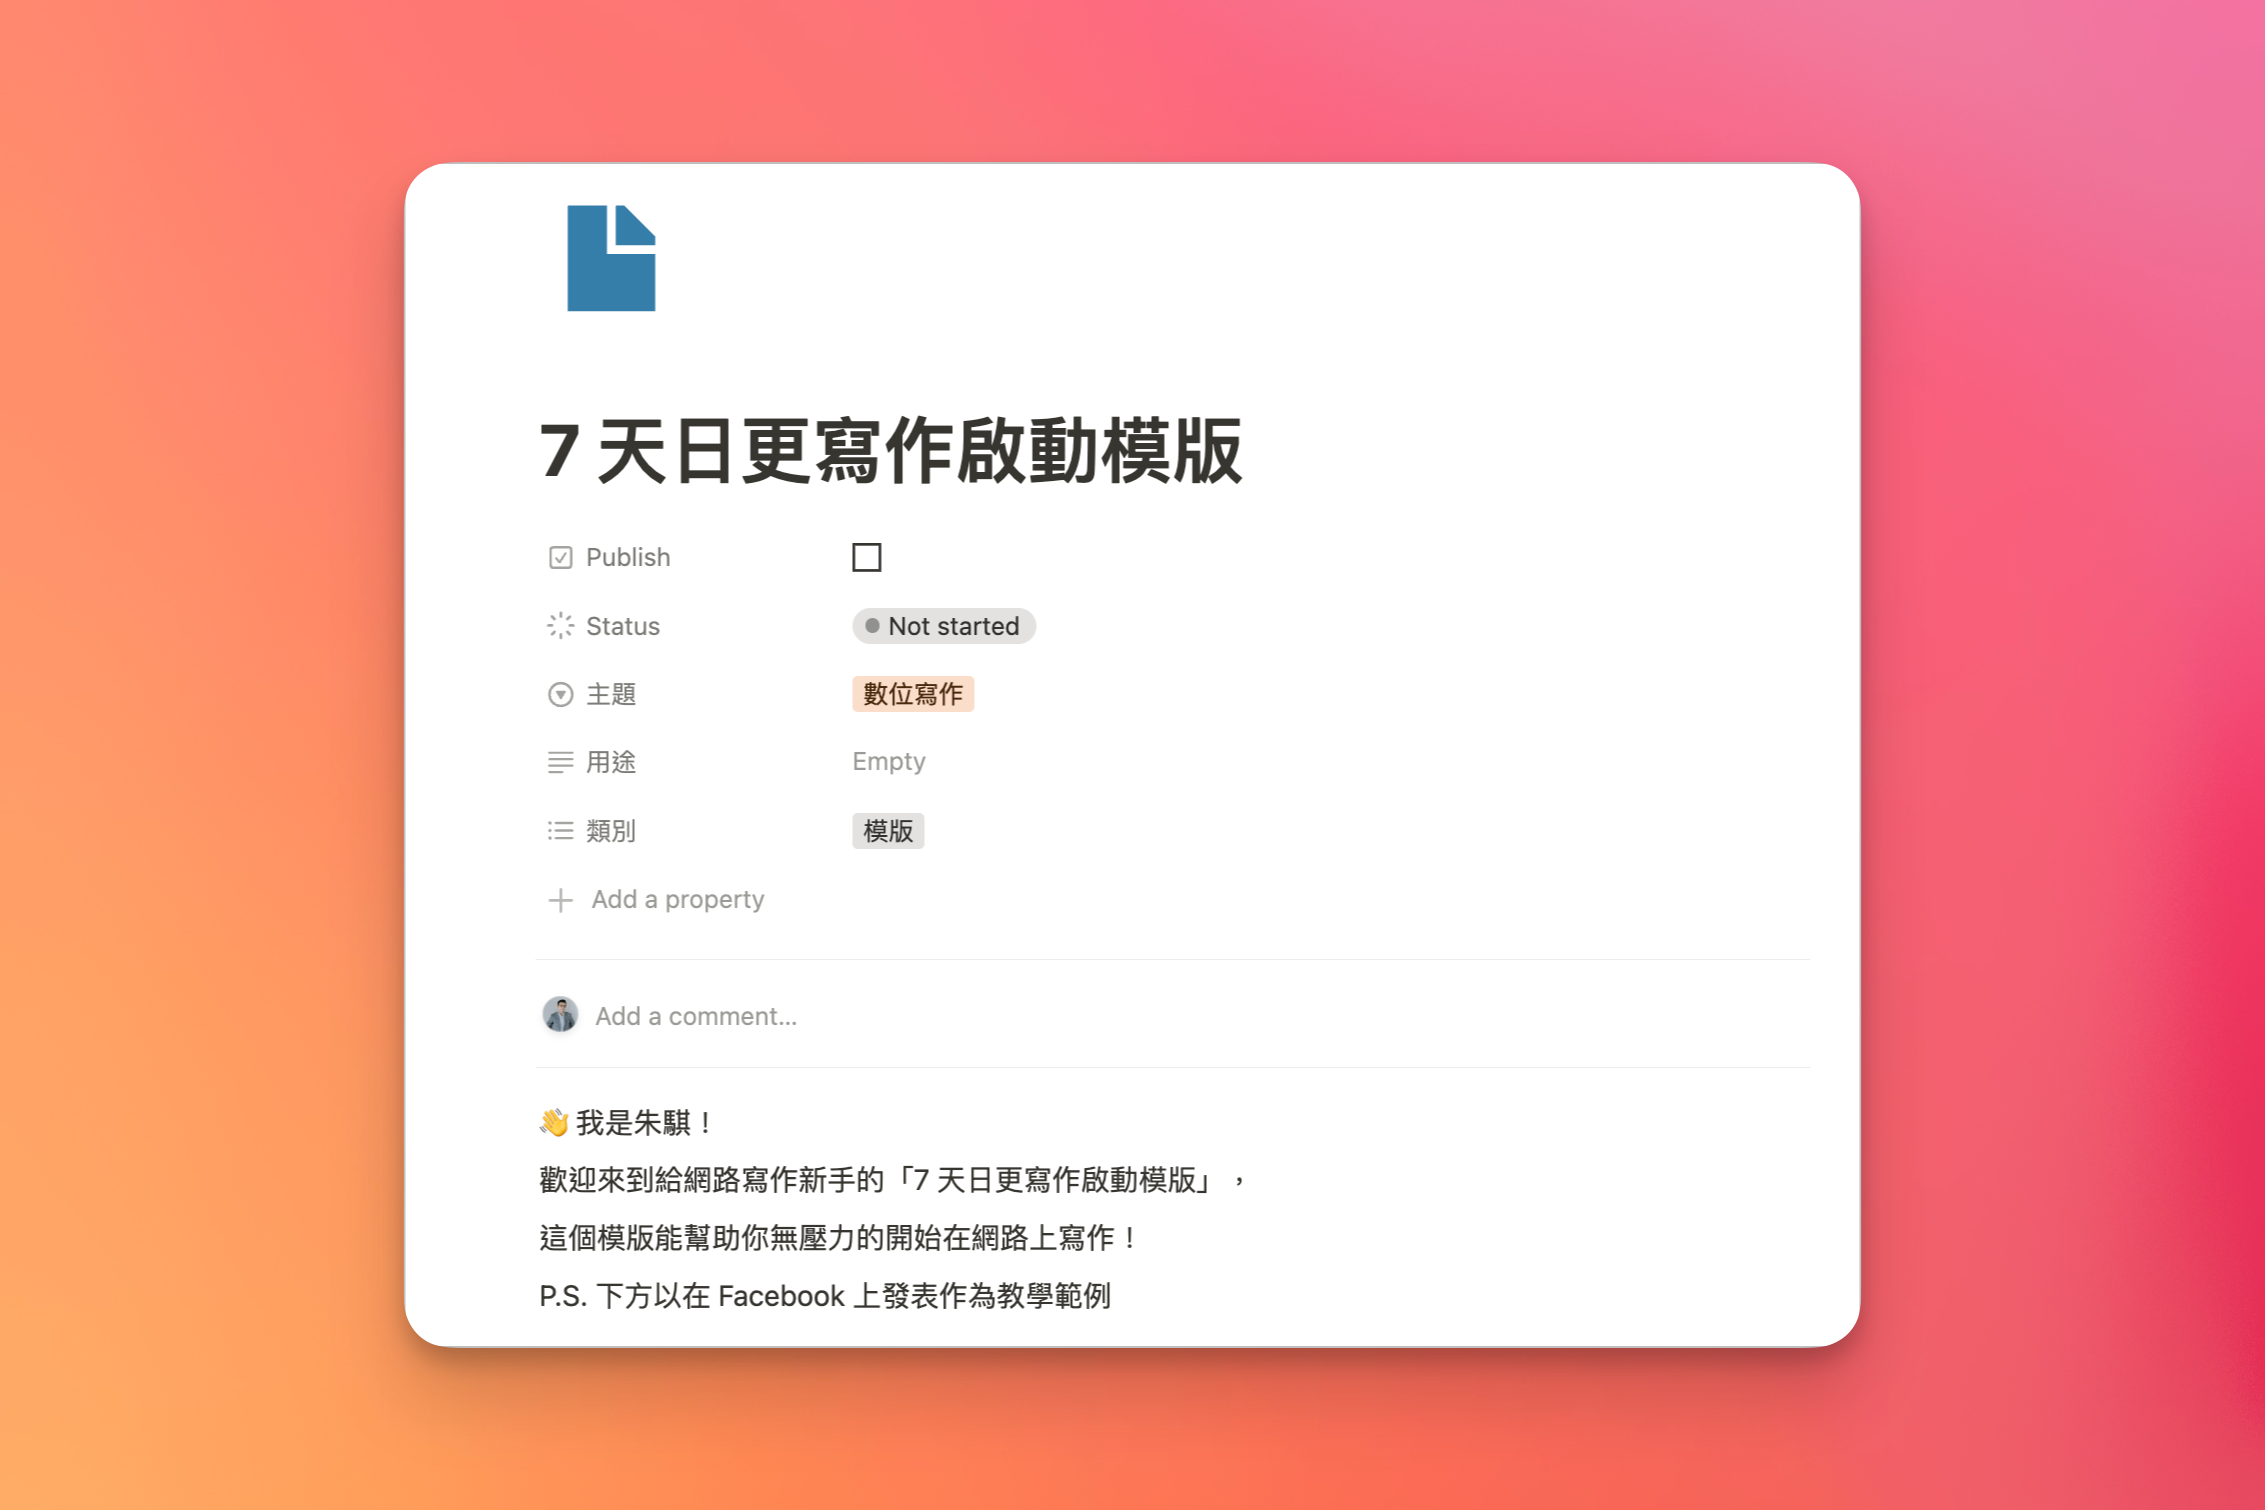 7 天日更寫作啟動模版
Publish
Status Not started
主題 數位寫作
用途 Empty
類別 模版
Add a property
Add a comment...
👋 我是朱騏！
歡迎來到給網路寫作新手的「7 天日更寫作啟動模版」，
這個模版能幫助你無壓力的開始在網路上寫作！
P.S. 下方以在 Facebook 上發表作為教學範例